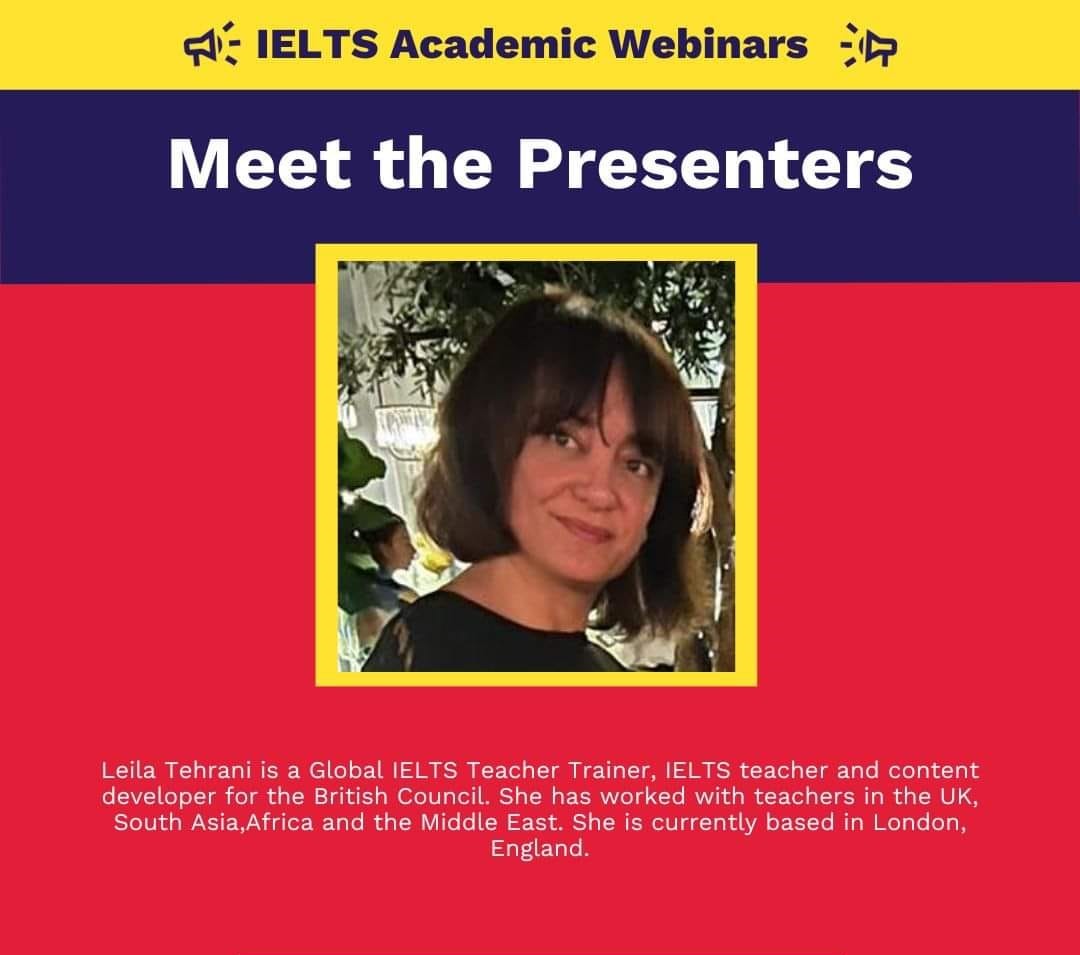 IELTS Academic Webinars
Meet the Presenters
Leila Tehrani is a Global IELTS Teacher Trainer, IELTS teacher and content
developer for the British Council. She has worked with teachers in the UK,
South Asia,Africa and the Middle East. She is currently based in London,
England.